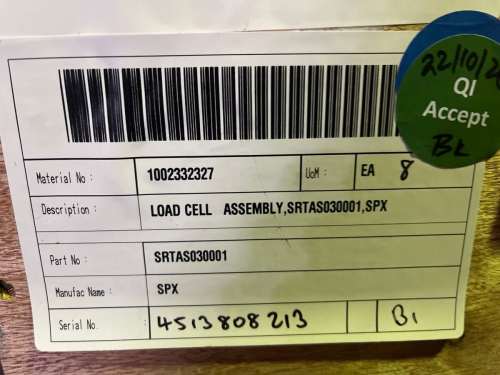 22/10/2
QI
Accept
BL
Material No : 1002332327 UoM : EA 8
Description : LOAD CELL ASSEMBLY,SRTAS030001,SPX
Part No : SRTAS030001
Manufac Name : SPX
Serial No. 4513808213 B1